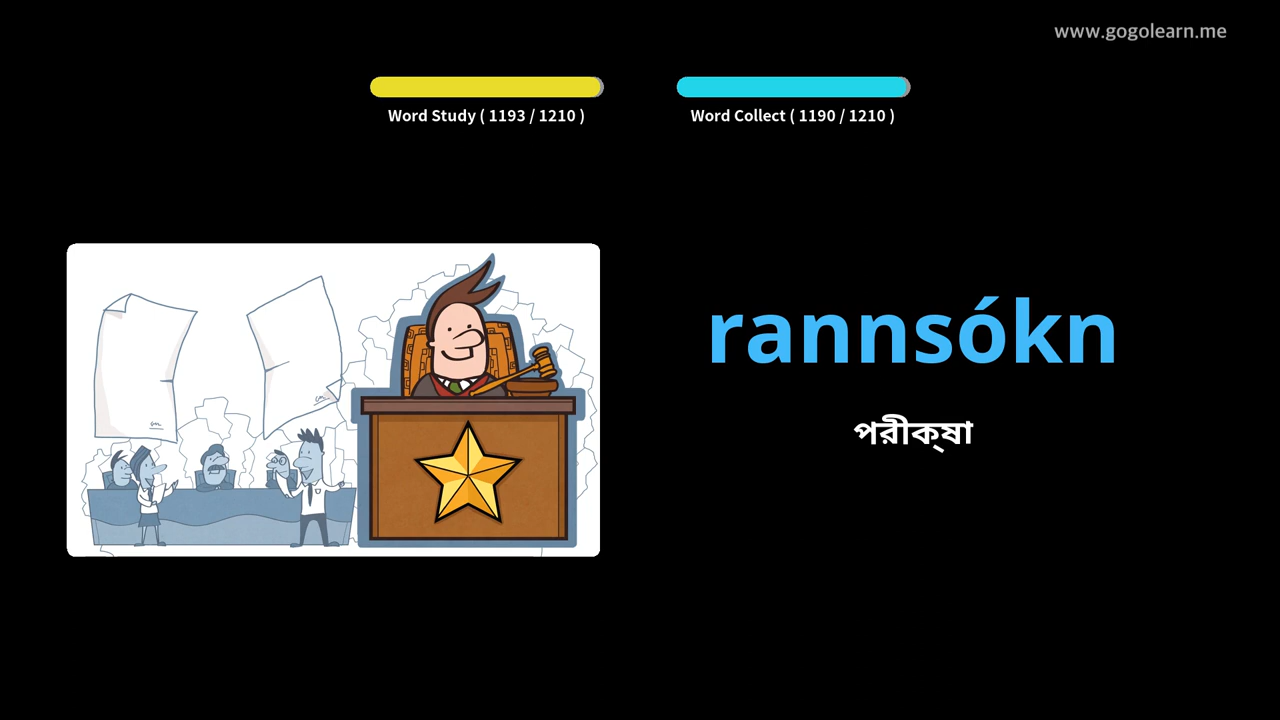 www.gogolearn.me
Word Study ( 1193 / 1210 )
Word Collect ( 1190 / 1210 )
rannsókn
পরীক্ষা